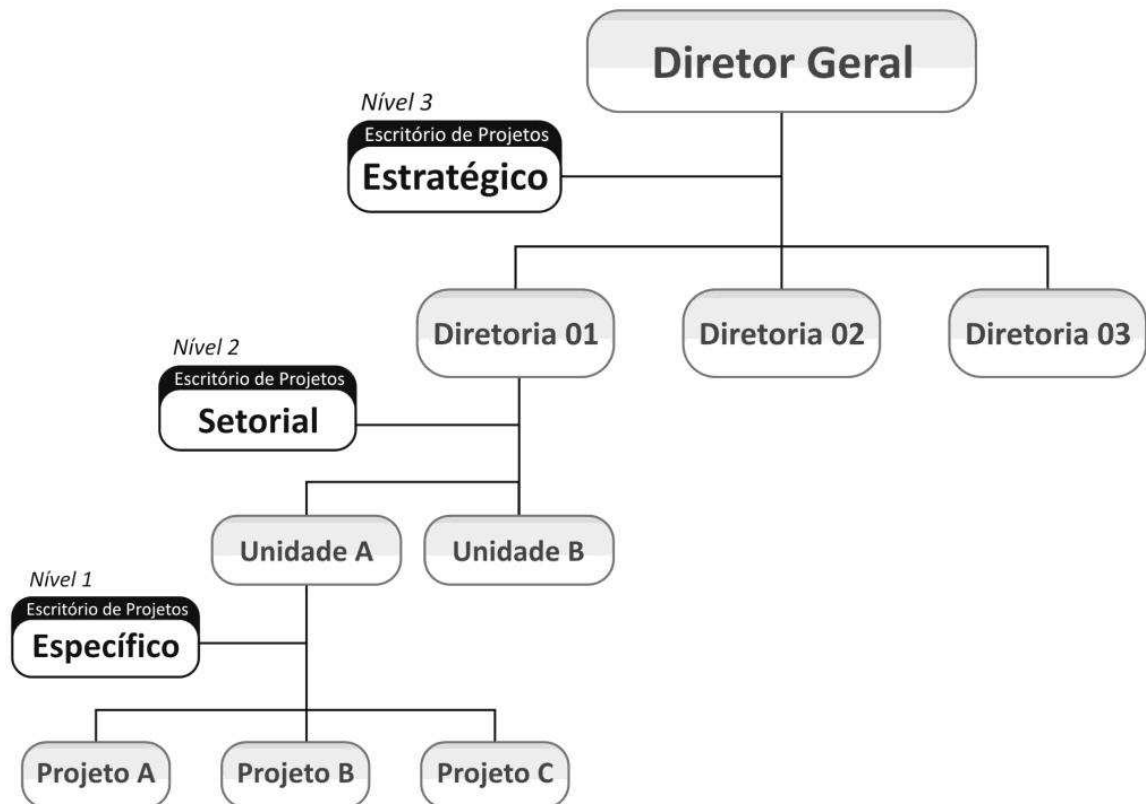 Diretor Geral
Nível 3
Escritório de Projetos
Estratégico
Diretoria 01
Diretoria 02
Diretoria 03
Nível 2
Escritório de Projetos
Setorial
Unidade A
Unidade B
Nível 1
Escritório de Projetos
Específico
Projeto A
Projeto B
Projeto C